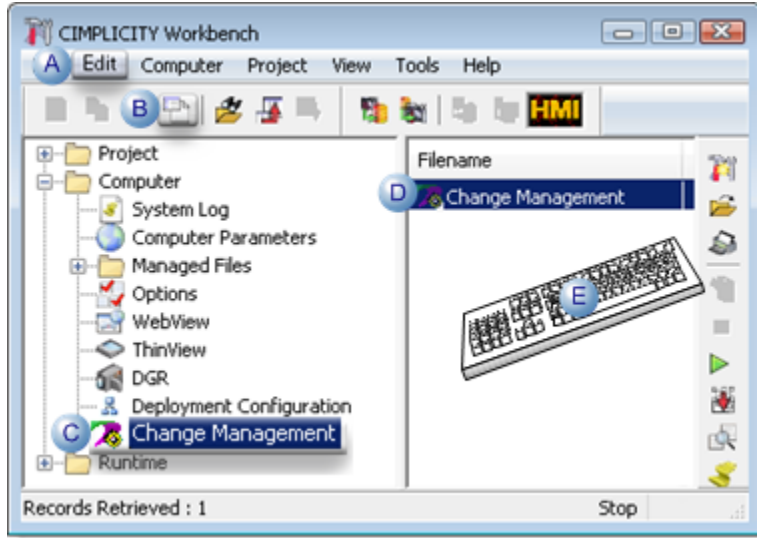 CIMPLICITY Workbench
A Edit Computer Project View Tools Help
B HMI
Project
Computer
System Log
Computer Parameters
Managed Files
Options
WebView
ThinView
DGR
Deployment Configuration
C Change Management
Runtime
Filename
D Change Management
E
Records Retrieved : 1 Stop